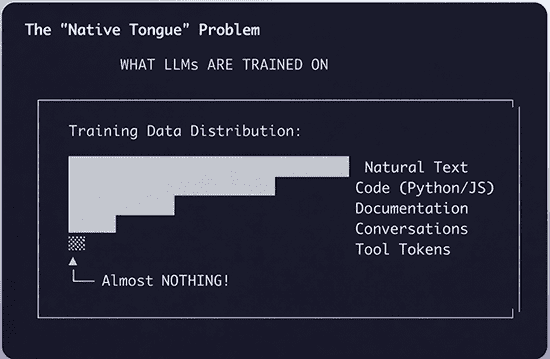 The "Native Tongue" Problem
WHAT LLMs ARE TRAINED ON
Training Data Distribution:
Natural Text
Code (Python/JS)
Documentation
Conversations
Tool Tokens
Almost NOTHING!